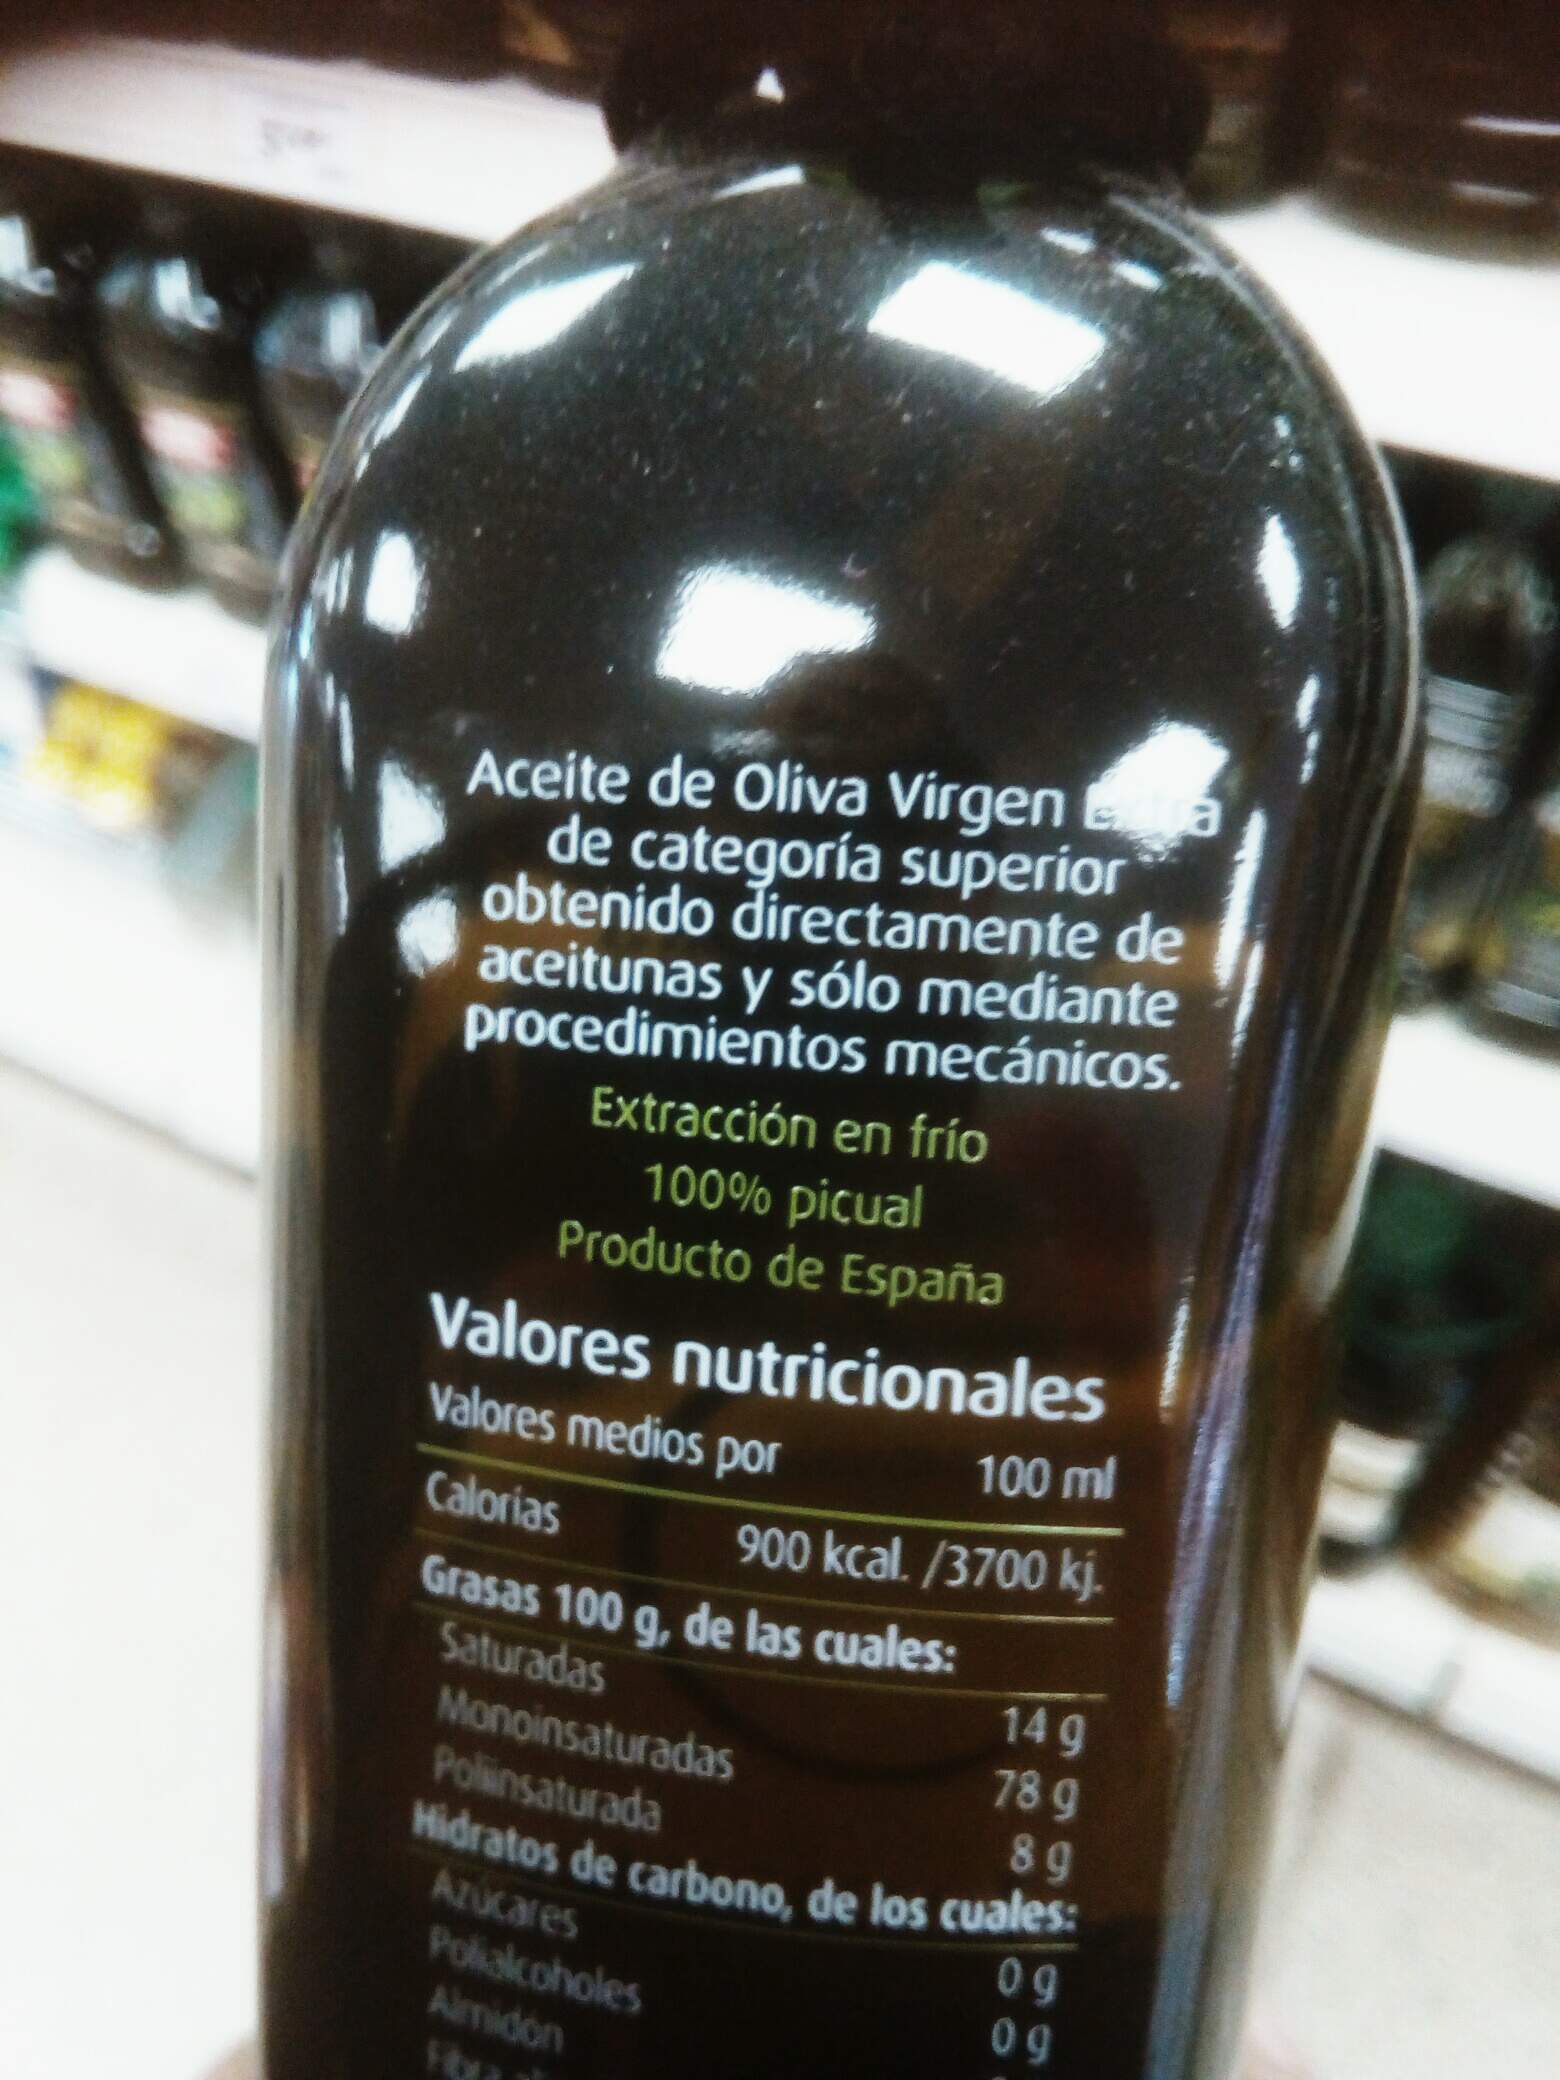 Aceite de Oliva Virgen
de categoría superior
obtenido directamente de
aceitunas y sólo mediante
procedimientos mecánicos.
Extracción en frío
100% picual
Producto de España
Valores nutricionales
Valores medios por 100 ml
Calorías 900 kcal. /3700 kj.
Grasas 100 g, de las cuales:
Saturadas 14 g
Monoinsaturadas 78 g
Poliinsaturada 8 g
Hidratos de carbono, de los cuales:
Azúcares 0 g
Polialcoholes 0 g
Almidón